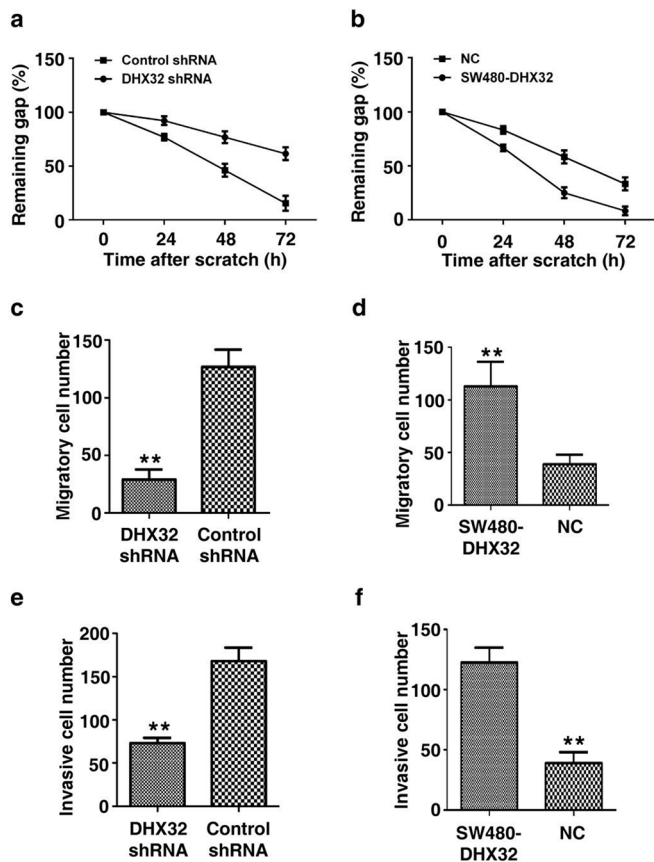 a
Remaining gap (%)
150
100
50
0
Control shRNA
DHX32 shRNA
0 24 48 72
Time after scratch (h)
b
Remaining gap (%)
150
100
50
0
NC
SW480-DHX32
0 24 48 72
Time after scratch (h)
c
Migratory cell number
150
100
50
0
**
DHX32 shRNA
Control shRNA
d
Migratory cell number
150
100
50
0
**
SW480-DHX32
NC
e
Invasive cell number
200
150
100
50
0
**
DHX32 shRNA
Control shRNA
f
Invasive cell number
150
100
50
0
**
SW480-DHX32
NC